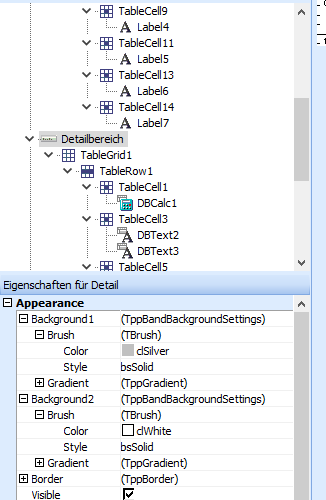 TableCell9
Label4
TableCell11
Label5
TableCell13
Label6
TableCell14
Label7
Detailbereich
TableGrid1
TableRow1
TableCell1
DBCalc1
TableCell3
DBText2
DBText3
TableCell5
Eigenschaften für Detail
Appearance
Background1 (TppBandBackgroundSettings)
Brush (TBrush)
Color clSilver
Style bsSolid
Gradient (TppGradient)
Background2 (TppBandBackgroundSettings)
Brush (TBrush)
Color clWhite
Style bsSolid
Gradient (TppGradient)
Border (TppBorder)
Visible